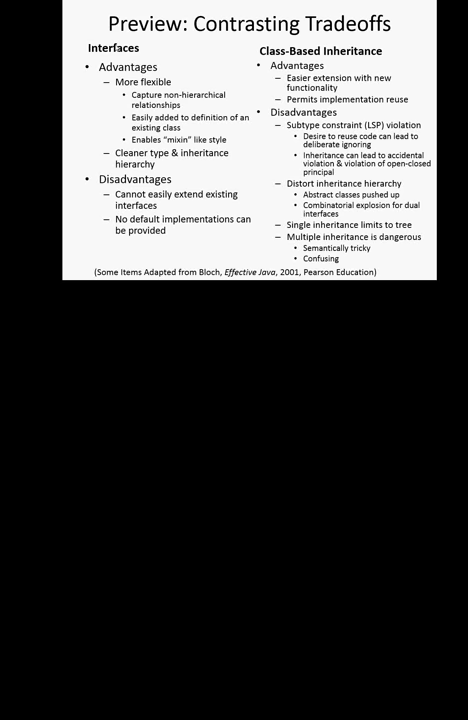 Preview: Contrasting Tradeoffs
Interfaces
• Advantages
– More flexible
• Capture non-hierarchical
relationships
• Easily added to definition of an
existing class
• Enables “mixin” like style
– Cleaner type & inheritance
hierarchy
• Disadvantages
– Cannot easily extend existing
interfaces
– No default implementations can
be provided
Class-Based Inheritance
• Advantages
– Easier extension with new
functionality
– Permits implementation reuse
• Disadvantages
– Subtype constraint (LSP) violation
• Desire to reuse code can lead to
deliberate ignoring
• Inheritance can lead to accidental
violation & violation of open-closed
principal
– Distort inheritance hierarchy
• Abstract classes pushed up
• Combinatorial explosion for dual
interfaces
– Single inheritance limits to tree
– Multiple inheritance is dangerous
• Semantically tricky
• Confusing
(Some Items Adapted from Bloch, Effective Java, 2001, Pearson Education)